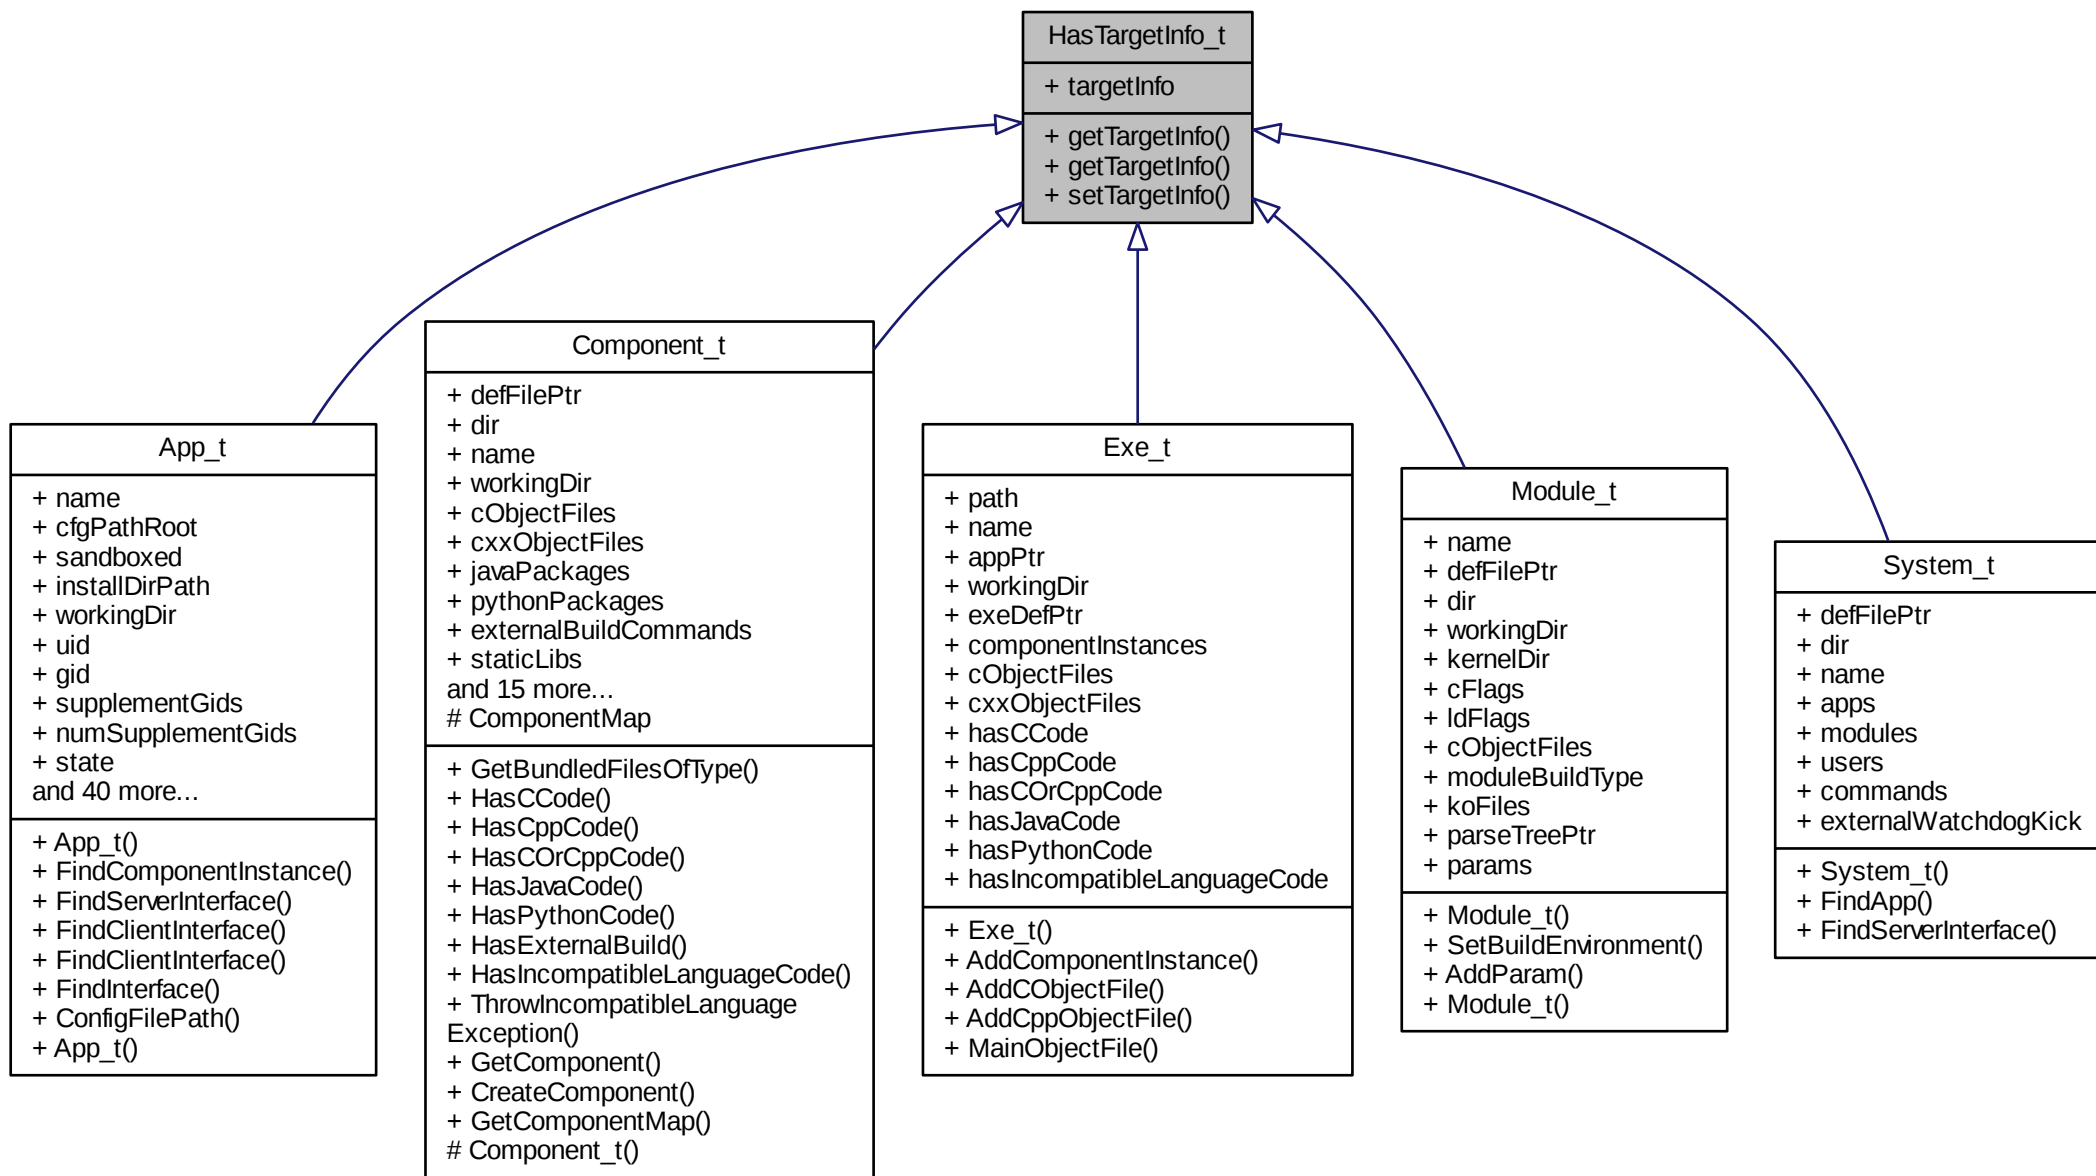 HasTargetInfo_t
+ targetInfo
+ getTargetInfo()
+ getTargetInfo()
+ setTargetInfo()
App_t
+ name
+ cfgPathRoot
+ sandboxed
+ installDirPath
+ workingDir
+ uid
+ gid
+ supplementGids
+ numSupplementGids
+ state
and 40 more...
+ App_t()
+ FindComponentInstance()
+ FindServerInterface()
+ FindClientInterface()
+ FindClientInterface()
+ FindInterface()
+ ConfigFilePath()
+ App_t()
Component_t
+ defFilePtr
+ dir
+ name
+ workingDir
+ cObjectFiles
+ cxxObjectFiles
+ javaPackages
+ pythonPackages
+ externalBuildCommands
+ staticLibs
and 15 more...
# ComponentMap
+ GetBundledFilesOfType()
+ HasCCode()
+ HasCppCode()
+ HasCOrCppCode()
+ HasJavaCode()
+ HasPythonCode()
+ HasExternalBuild()
+ HasIncompatibleLanguageCode()
+ ThrowIncompatibleLanguage
Exception()
+ GetComponent()
+ CreateComponent()
+ GetComponentMap()
# Component_t()
Exe_t
+ path
+ name
+ appPtr
+ workingDir
+ exeDefPtr
+ componentInstances
+ cObjectFiles
+ cxxObjectFiles
+ hasCCode
+ hasCppCode
+ hasCOrCppCode
+ hasJavaCode
+ hasPythonCode
+ hasIncompatibleLanguageCode
+ Exe_t()
+ AddComponentInstance()
+ AddCObjectFile()
+ AddCppObjectFile()
+ MainObjectFile()
Module_t
+ name
+ defFilePtr
+ dir
+ workingDir
+ kernelDir
+ cFlags
+ ldFlags
+ cObjectFiles
+ moduleBuildType
+ koFiles
+ parseTreePtr
+ params
+ Module_t()
+ SetBuildEnvironment()
+ AddParam()
+ Module_t()
System_t
+ defFilePtr
+ dir
+ name
+ apps
+ modules
+ users
+ commands
+ externalWatchdogKick
+ System_t()
+ FindApp()
+ FindServerInterface()